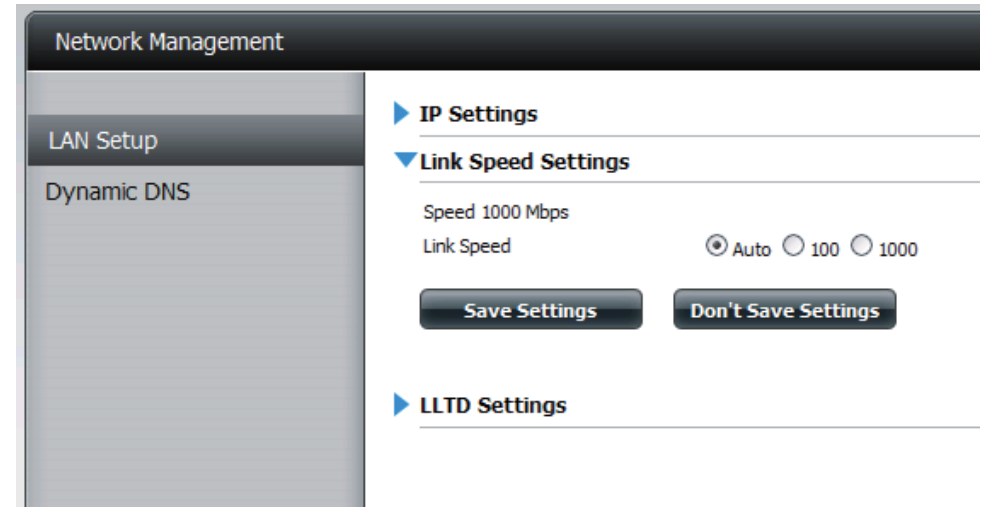 Network Management
LAN Setup
Dynamic DNS
IP Settings
Link Speed Settings
Speed 1000 Mbps
Link Speed Auto 100 1000
Save Settings Don't Save Settings
LLTD Settings